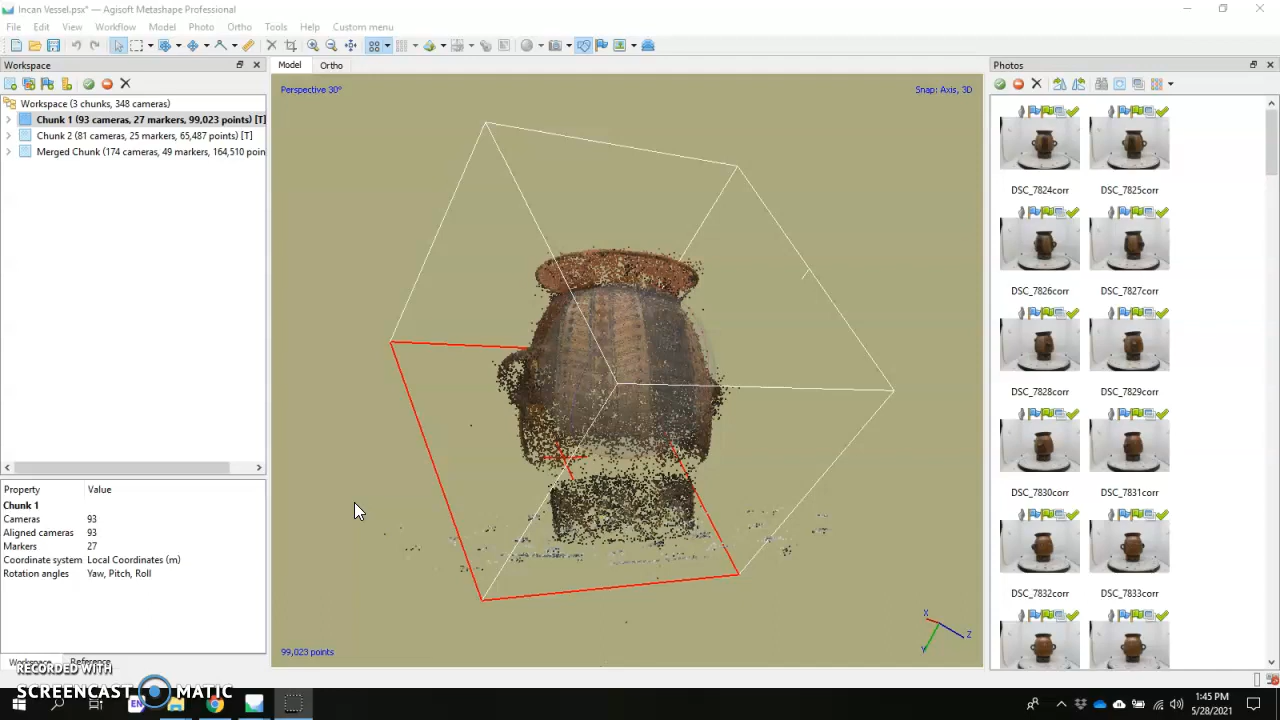 Incan Vessel.psx* — Agisoft Metashape Professional
File Edit View Workflow Model Photo Ortho Tools Help Custom menu
Workspace
Workspace (3 chunks, 348 cameras)
Chunk 1 (93 cameras, 27 markers, 99,023 points) [T]
Chunk 2 (81 cameras, 25 markers, 65,487 points) [T]
Merged Chunk (174 cameras, 49 markers, 164,510 poin
Property Value
Chunk 1
Cameras 93
Aligned cameras 93
Markers 27
Coordinate system Local Coordinates (m)
Rotation angles Yaw, Pitch, Roll
Model Ortho
Perspective 30°
Snap: Axis, 3D
X
Z
Y
99,023 points
Photos
DSC_7824corr DSC_7825corr
DSC_7826corr DSC_7827corr
DSC_7828corr DSC_7829corr
DSC_7830corr DSC_7831corr
DSC_7832corr DSC_7833corr
RECORDED WITH
SCREENCAST MATIC
1:45 PM
5/28/2021